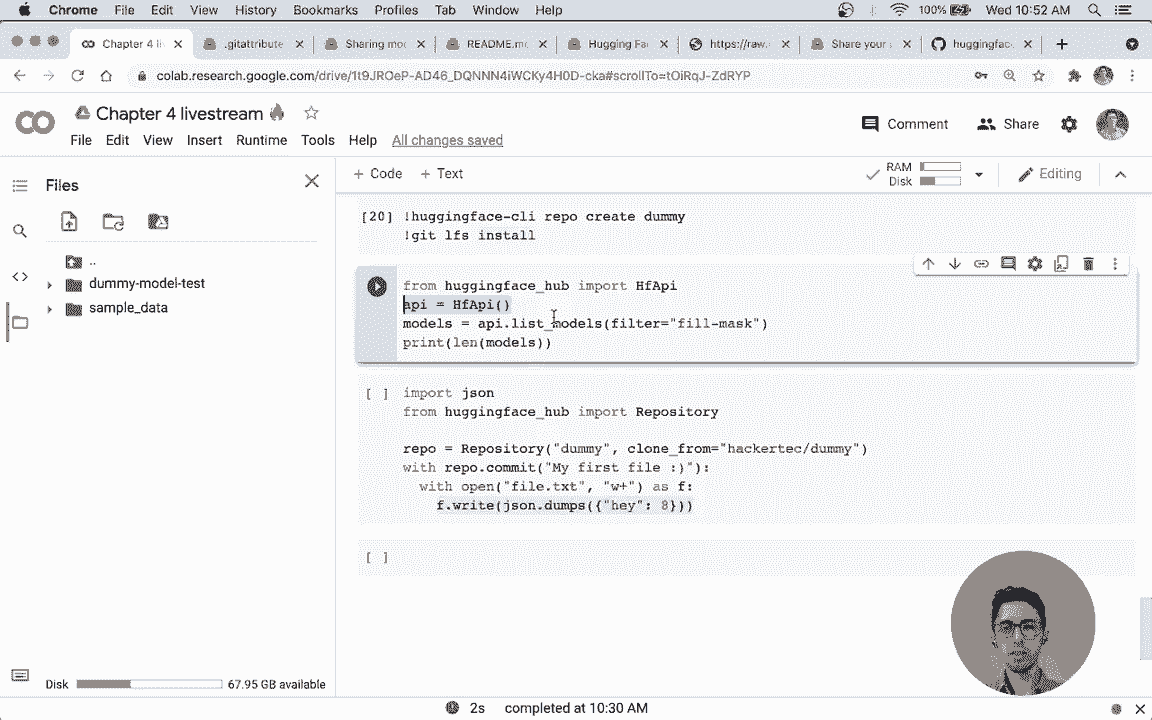 Chrome File Edit View History Bookmarks Profiles Tab Window Help 100% Wed 10:52 AM
Chapter 4 li .gitattribute Sharing mod README.m Hugging Fa https://raw. Share your huggingfac
colab.research.google.com/drive/1t9JROeP-AD46_DQNNN4iWCKy4H0D-cka#scrollTo=tOiRqJ-ZdRYP
Chapter 4 livestream
File Edit View Insert Runtime Tools Help All changes saved
Comment Share
Files
+ Code + Text
RAM
Disk
Editing
..
dummy-model-test
sample_data
[20] !huggingface-cli repo create dummy
!git lfs install
from huggingface_hub import HfApi
api = HfApi()
models = api.list_models(filter="fill-mask")
print(len(models))
[ ] import json
from huggingface_hub import Repository
repo = Repository("dummy", clone_from="hackertec/dummy")
with repo.commit("My first file :)"):
with open("file.txt", "w+") as f:
f.write(json.dumps({"hey": 8}))
[ ]
Disk 67.95 GB available
2s completed at 10:30 AM